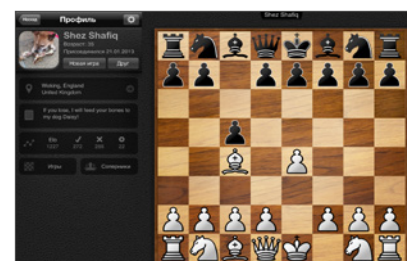 Назад
Профиль
Shez Shafiq
Shez Shafiq
Возраст: 35
Присоединился 21.01.2013
Новая игра
Друг
Woking, England
United Kingdom
If you lose, I will feed your bones to
my dog Daisy!
Elo
1227
Игры
Соперники